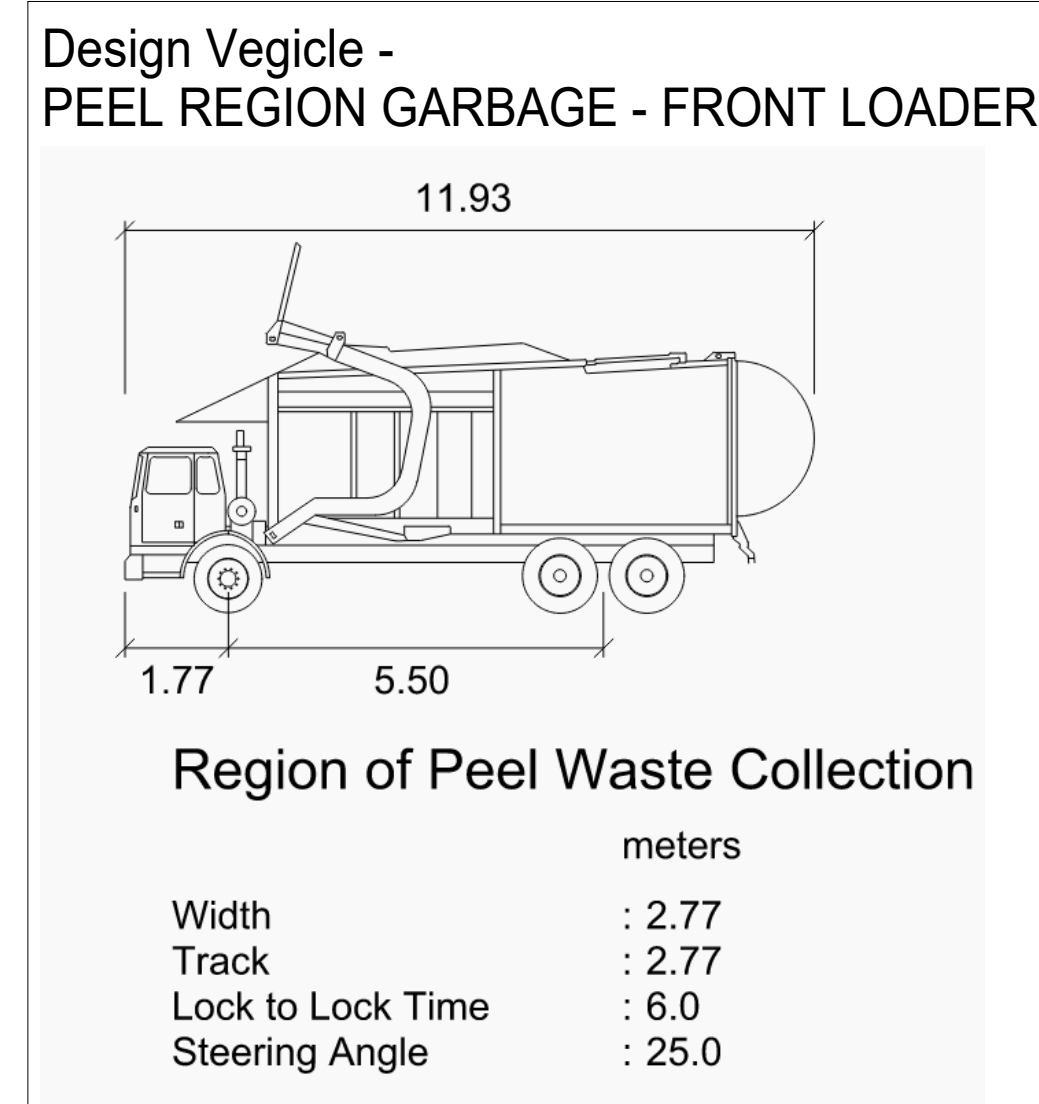 Design Vegicle -
PEEL REGION GARBAGE - FRONT LOADER
11.93
1.77
5.50
Region of Peel Waste Collection
meters
Width : 2.77
Track : 2.77
Lock to Lock Time : 6.0
Steering Angle : 25.0